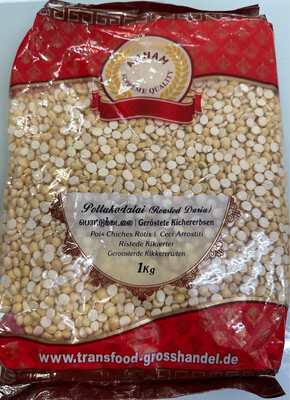 ANNAM
SUPREME QUALITY
Pottukadalai (Roasted Daria)
பொட்டுக்கடலை | Geröstete Kichererbsen
Pois Chiches Rôtis | Ceci Arrostiti
Ristede Kikærter
Geroosterde Kikkererwten
1Kg
www.transfood-grosshandel.de